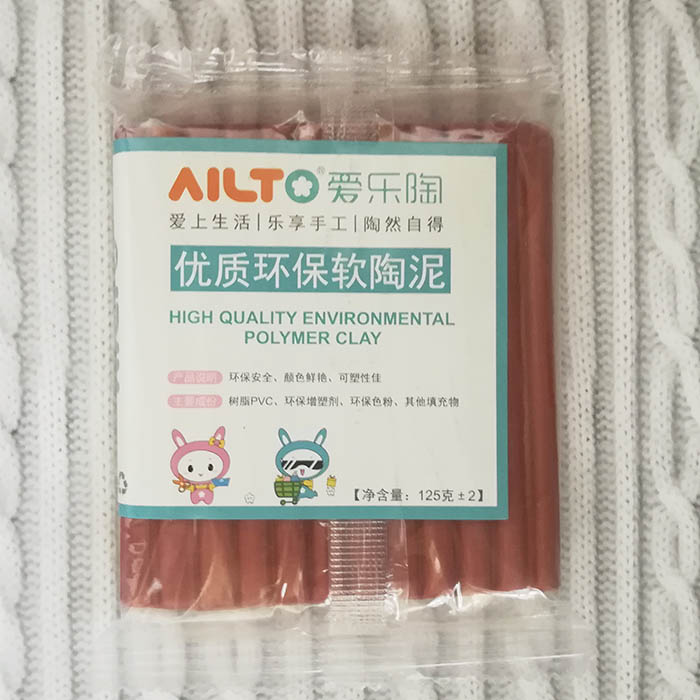 AILTO®爱乐陶
爱上生活|乐享手工|陶然自得
优质环保软陶泥
HIGH QUALITY ENVIRONMENTAL
POLYMER CLAY
产品说明 环保安全、颜色鲜艳、可塑性佳
主要成份 树脂PVC、环保增塑剂、环保色粉、其他填充物
【净含量：125克±2】